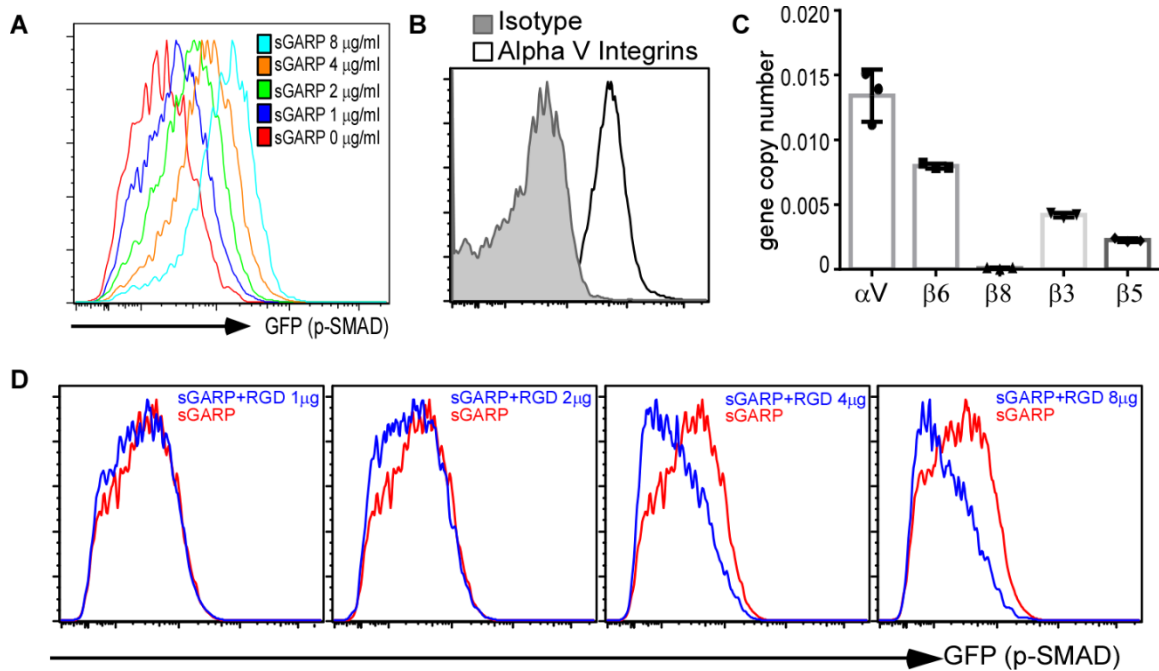 A
sGARP 8 μg/ml
sGARP 4 μg/ml
sGARP 2 μg/ml
sGARP 1 μg/ml
sGARP 0 μg/ml
GFP (p-SMAD)
B
Isotype
Alpha V Integrins
C
gene copy number
0.020
0.015
0.010
0.005
0
αV
β6
β8
β3
β5
D
sGARP+RGD 1μg
sGARP
sGARP+RGD 2μg
sGARP
sGARP+RGD 4μg
sGARP
sGARP+RGD 8μg
sGARP
GFP (p-SMAD)